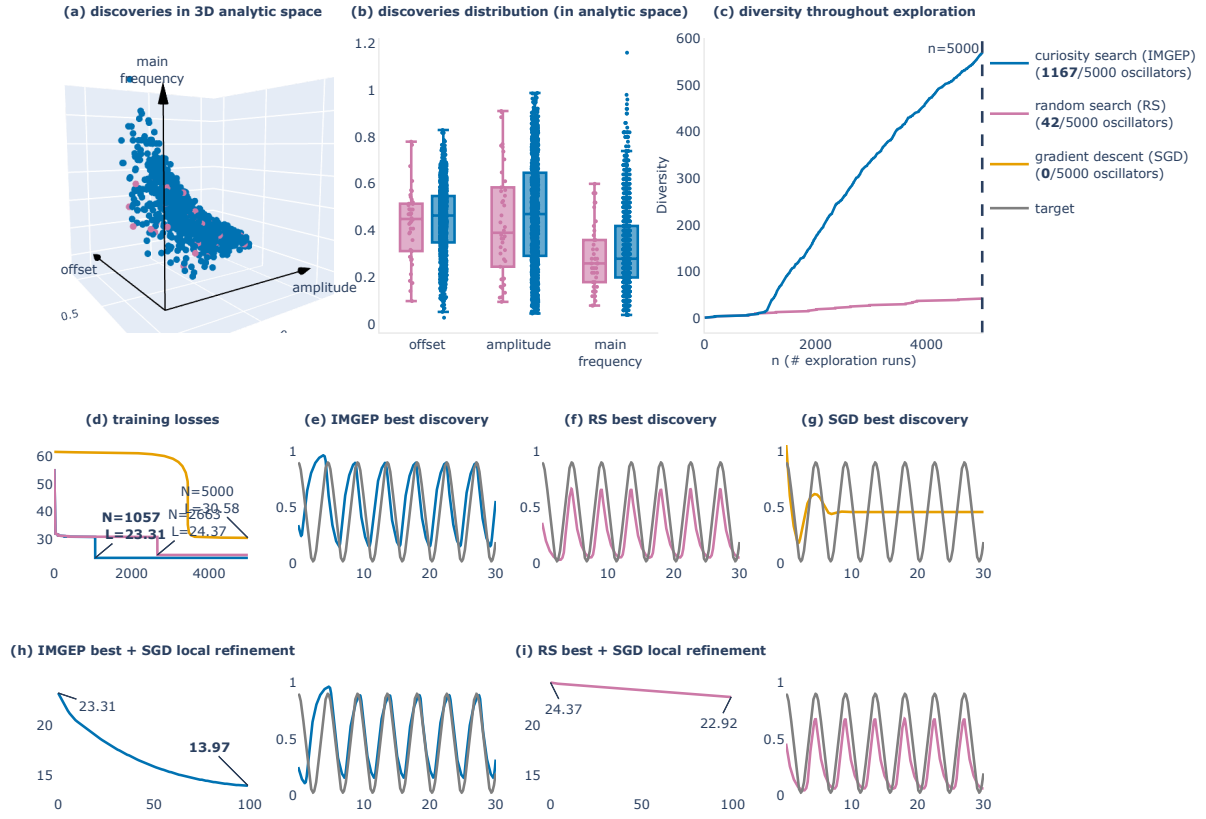 (a) discoveries in 3D analytic space
main
frequency
offset
amplitude
0.5
(b) discoveries distribution (in analytic space)
1.2
1
0.8
0.6
0.4
0.2
0
offset
amplitude
main
frequency
(c) diversity throughout exploration
n=5000
600
500
400
300
200
100
0
Diversity
0
2000
4000
n (# exploration runs)
curiosity search (IMGEP)
(1167/5000 oscillators)
random search (RS)
(42/5000 oscillators)
gradient descent (SGD)
(0/5000 oscillators)
target
(d) training losses
60
50
40
30
N=5000
L=30.58
N=2663
L=24.37
N=1057
L=23.31
0
2000
4000
(e) IMGEP best discovery
1
0.5
0
10
20
30
(f) RS best discovery
1
0.5
0
10
20
30
(g) SGD best discovery
1
0.5
0
10
20
30
(h) IMGEP best + SGD local refinement
23.31
20
13.97
15
0
50
100
1
0.5
0
10
20
30
(i) RS best + SGD local refinement
24.37
22.92
20
15
0
50
100
1
0.5
0
10
20
30